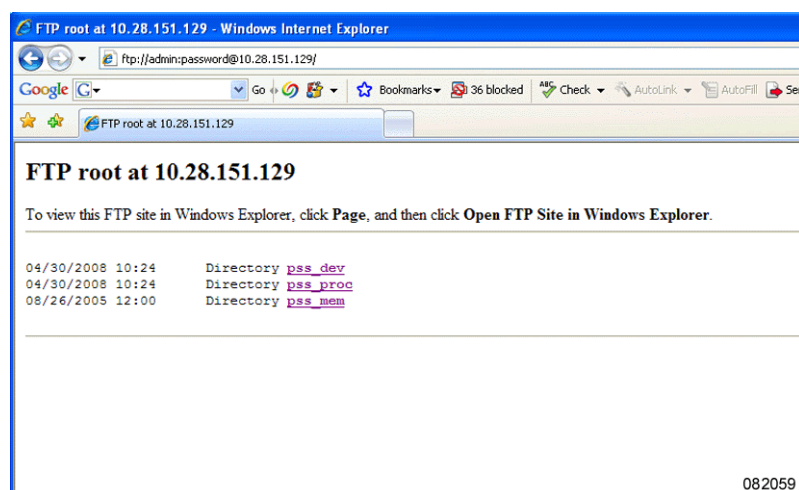 FTP root at 10.28.151.129 - Windows Internet Explorer
ftp://admin:password@10.28.151.129/
Google G Go Bookmarks 36 blocked ABC Check AutoLink AutoFill Se
FTP root at 10.28.151.129
FTP root at 10.28.151.129
To view this FTP site in Windows Explorer, click Page, and then click Open FTP Site in Windows Explorer.
04/30/2008 10:24 Directory pss_dev
04/30/2008 10:24 Directory pss_proc
08/26/2005 12:00 Directory pss_mem
082059